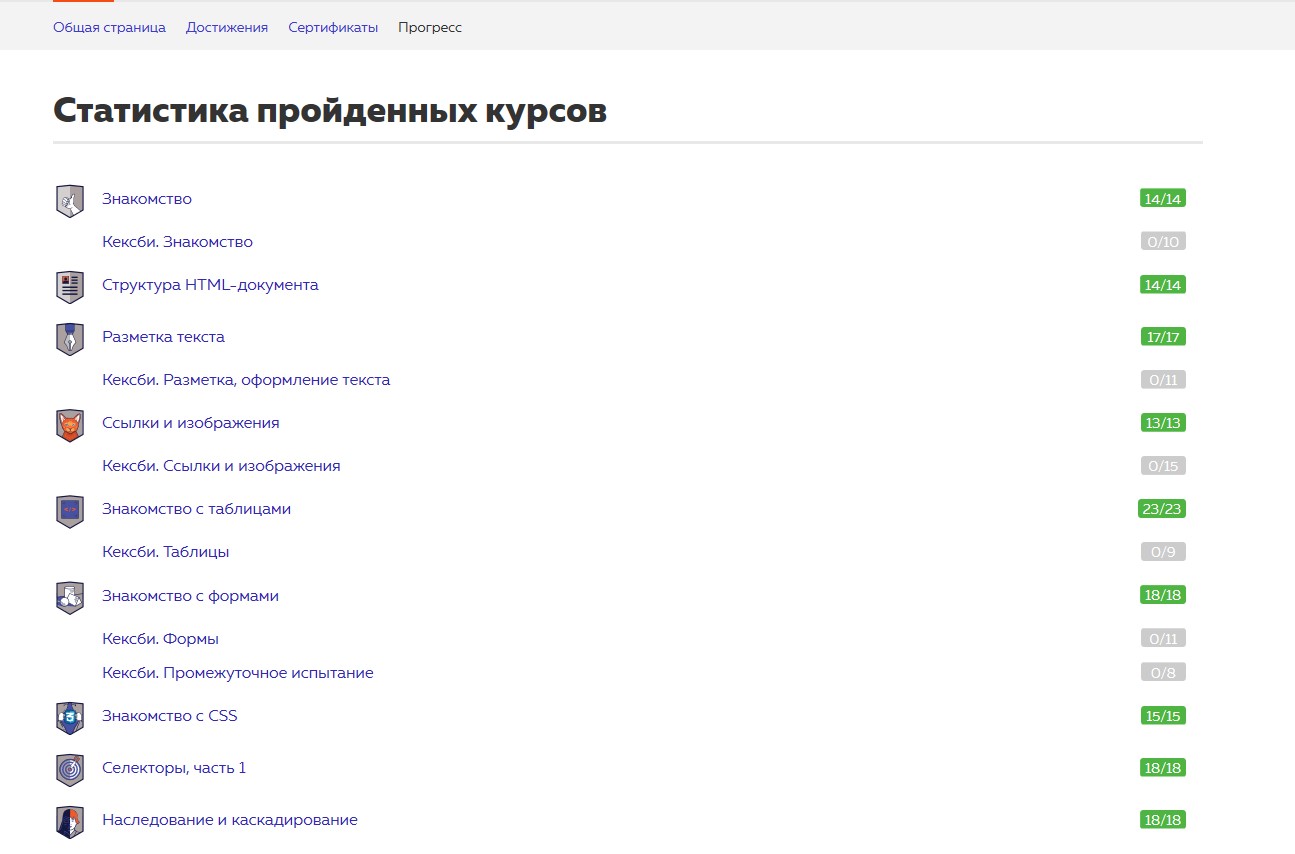 Общая страница Достижения Сертификаты Прогресс
Статистика пройденных курсов
Знакомство 14/14
Кексби. Знакомство 0/10
Структура HTML-документа 14/14
Разметка текста 17/17
Кексби. Разметка, оформление текста 0/11
Ссылки и изображения 13/13
Кексби. Ссылки и изображения 0/15
Знакомство с таблицами 23/23
Кексби. Таблицы 0/9
Знакомство с формами 18/18
Кексби. Формы 0/11
Кексби. Промежуточное испытание 0/8
Знакомство с CSS 15/15
Селекторы, часть 1 18/18
Наследование и каскадирование 18/18